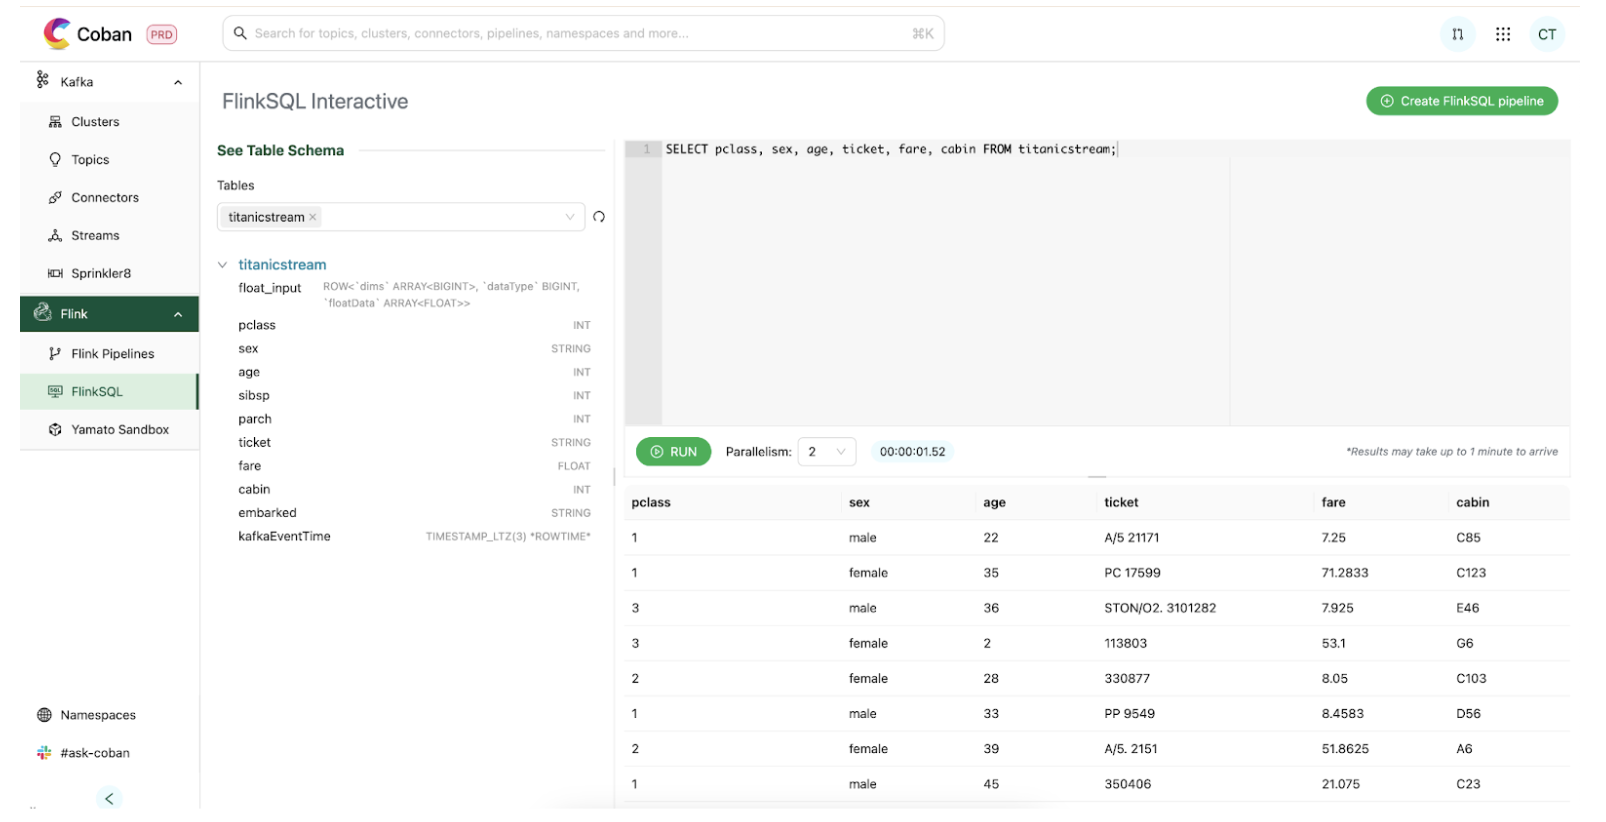 Coban PRD
Search for topics, clusters, connectors, pipelines, namespaces and more... ⌘K
CT
Kafka
Clusters
Topics
Connectors
Streams
Sprinkler8
Flink
Flink Pipelines
FlinkSQL
Yamato Sandbox
Namespaces
#ask-coban
FlinkSQL Interactive
Create FlinkSQL pipeline
See Table Schema
Tables
titanicstream ×
titanicstream
float_input ROW<`dims` ARRAY<BIGINT>, `dataType` BIGINT,
`floatData` ARRAY<FLOAT>>
pclass INT
sex STRING
age INT
sibsp INT
parch INT
ticket STRING
fare FLOAT
cabin INT
embarked STRING
kafkaEventTime TIMESTAMP_LTZ(3) *ROWTIME*
1 SELECT pclass, sex, age, ticket, fare, cabin FROM titanicstream;
RUN Parallelism: 2 00:00:01.52 *Results may take up to 1 minute to arrive
pclass sex age ticket fare cabin
1 male 22 A/5 21171 7.25 C85
1 female 35 PC 17599 71.2833 C123
3 male 36 STON/O2. 3101282 7.925 E46
3 female 2 113803 53.1 G6
2 female 28 330877 8.05 C103
1 male 33 PP 9549 8.4583 D56
2 female 39 A/5. 2151 51.8625 A6
1 male 45 350406 21.075 C23